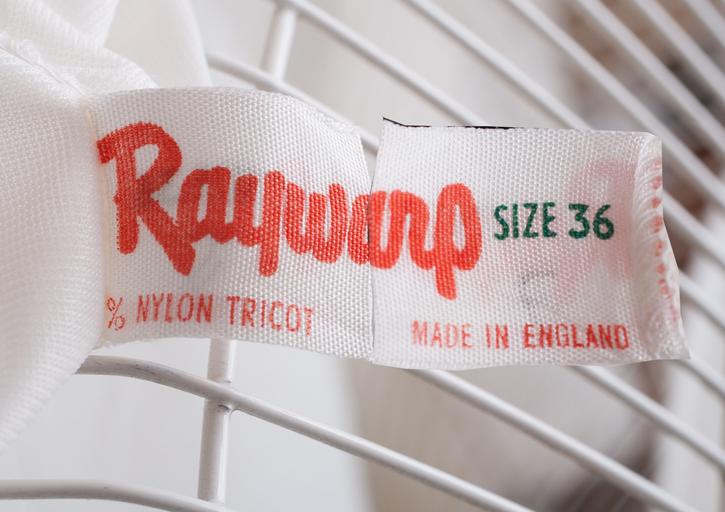 Raywarp
SIZE 36
% NYLON TRICOT
MADE IN ENGLAND